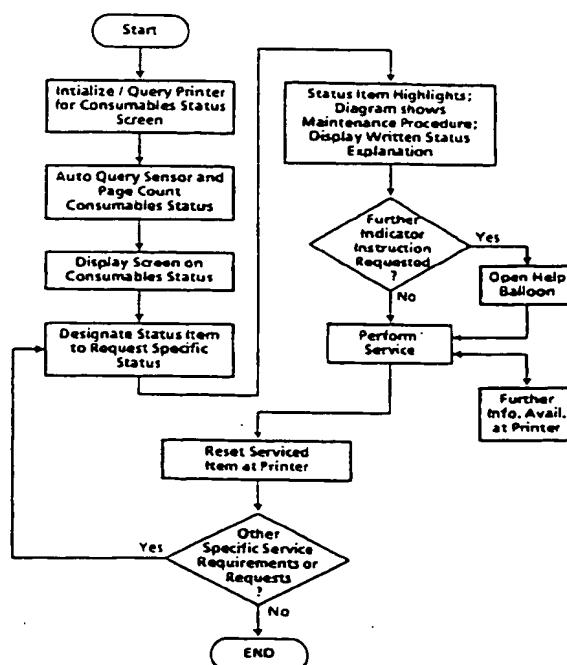 Start
Intialize / Query Printer
for Consumables Status
Screen
Auto Query Sensor and
Page Count
Consumables Status
Display Screen on
Consumables Status
Designate Status Item
to Request Specific
Status
Status Item Highlights;
Diagram shows
Maintenance Procedure;
Display Written Status
Explanation
Further
Indicator
Instruction
Requested
?
Yes
No
Open Help
Balloon
Perform
Service
Further
Info. Avail.
at Printer
Reset Serviced
Item at Printer
Other
Specific Service
Requirements or
Requests
?
Yes
No
END